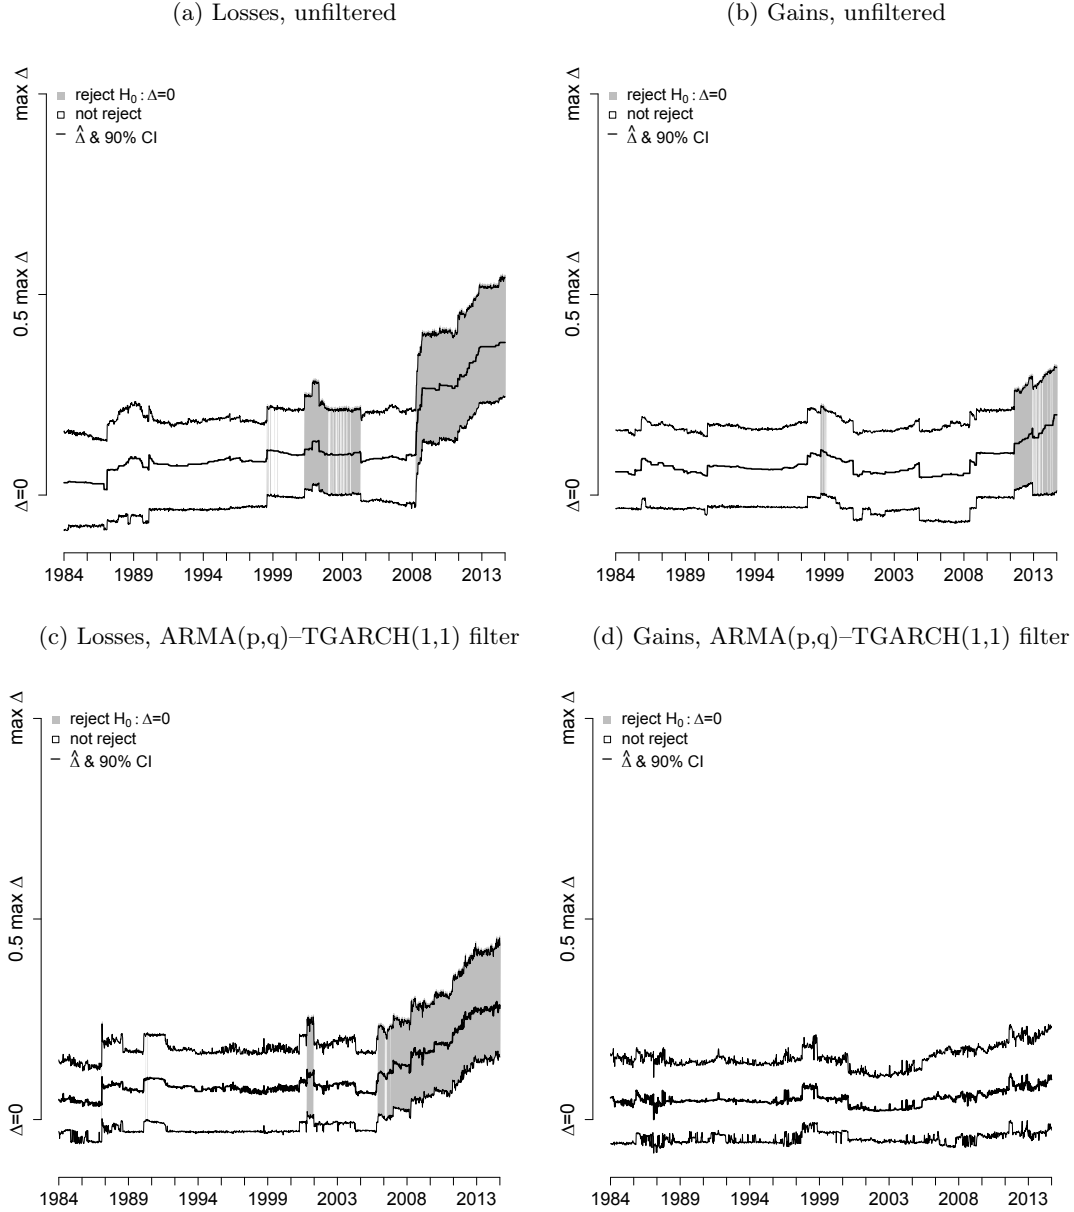 (a) Losses, unfiltered
max Δ
0.5 max Δ
Δ=0
reject H₀ : Δ=0
not reject
Δ̂ & 90% CI
1984 1989 1994 1999 2003 2008 2013
(b) Gains, unfiltered
max Δ
0.5 max Δ
Δ=0
reject H₀ : Δ=0
not reject
Δ̂ & 90% CI
1984 1989 1994 1999 2003 2008 2013
(c) Losses, ARMA(p,q)–TGARCH(1,1) filter
max Δ
0.5 max Δ
Δ=0
reject H₀ : Δ=0
not reject
Δ̂ & 90% CI
1984 1989 1994 1999 2003 2008 2013
(d) Gains, ARMA(p,q)–TGARCH(1,1) filter
max Δ
0.5 max Δ
Δ=0
reject H₀ : Δ=0
not reject
Δ̂ & 90% CI
1984 1989 1994 1999 2003 2008 2013